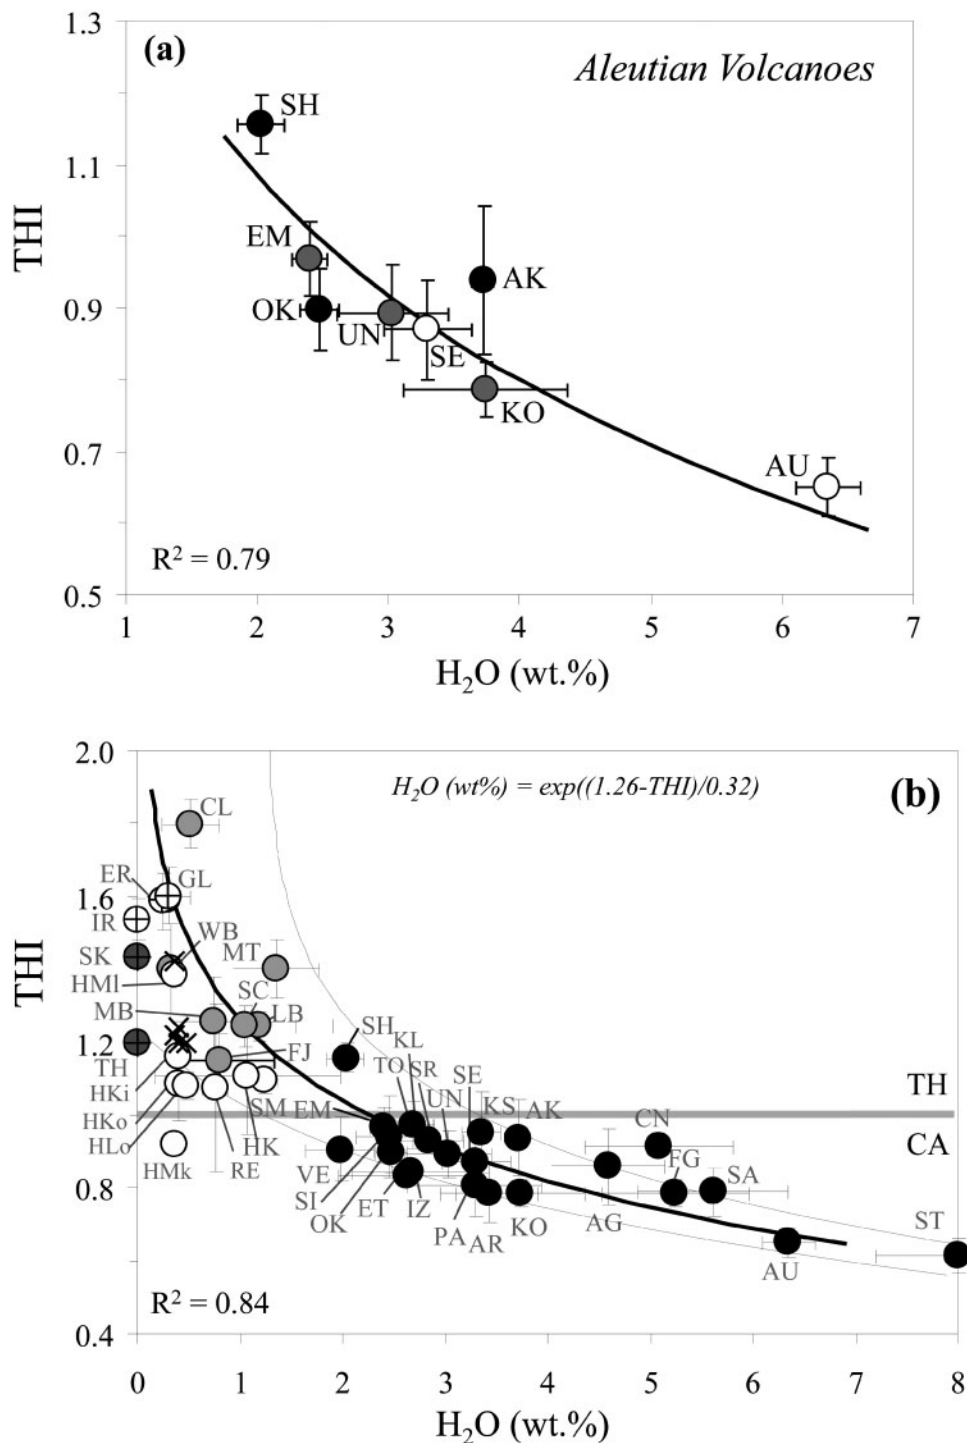 (a)
Aleutian Volcanoes
THI
1.3
1.1
0.9
0.7
0.5
SH
EM
OK
UN
SE
AK
KO
AU
R² = 0.79
1 2 3 4 5 6 7
H₂O (wt.%)
(b)
H₂O (wt%) = exp((1.26-THI)/0.32)
THI
2.0
1.6
1.2
0.8
0.4
CL
ER
GL
IR
WB
SK
MT
HMl
SC
MB
LB
SH
KL
FJ
TO
SR
SE
TH
UN
HKi
EM
KS
AK
TH
SM
HKo
CN
CA
HLo
HK
HMk
RE
VE
FG
SA
SI
OK
ET
IZ
PA
AR
KO
AG
ST
AU
R² = 0.84
0 1 2 3 4 5 6 7 8
H₂O (wt.%)